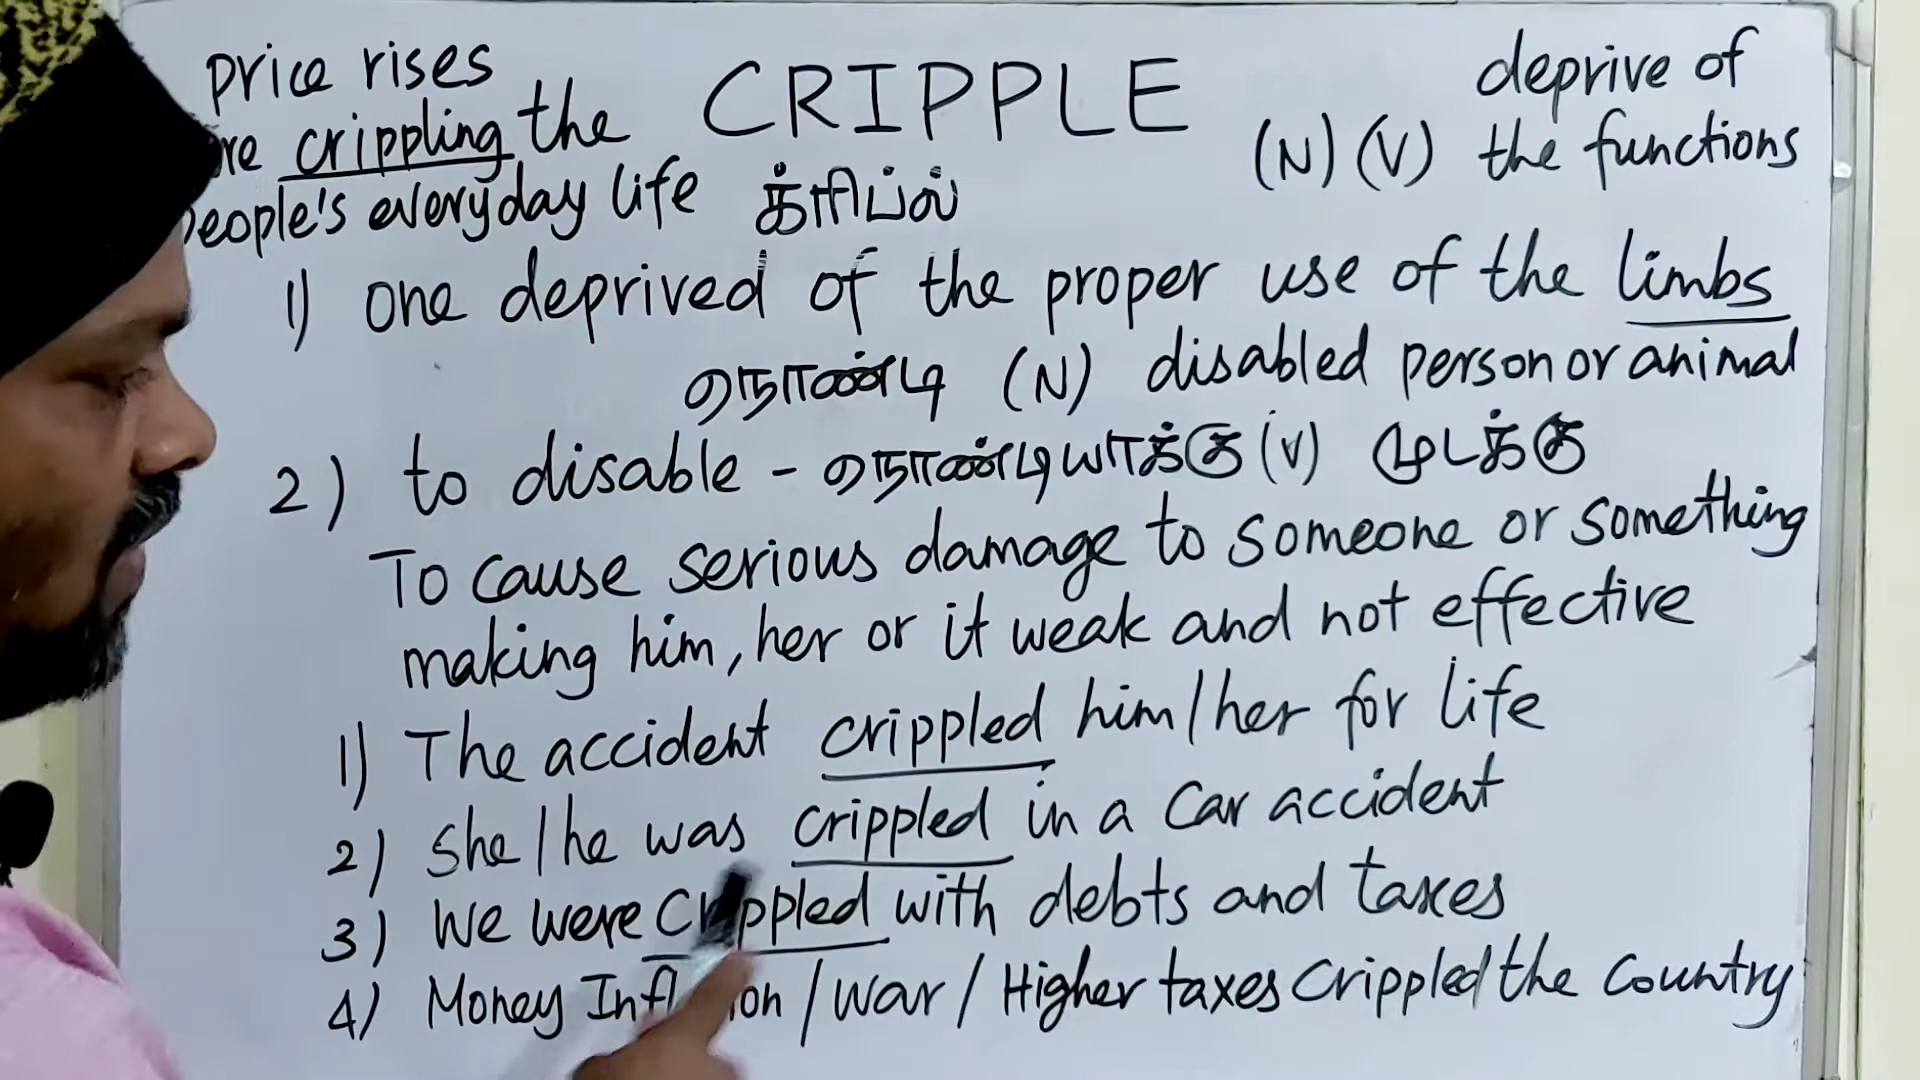 price rises
crippling the
people's everyday life
CRIPPLE
க்ரிப்ல்
(N) (V)
deprive of
the functions
1) one deprived of the proper use of the limbs
நொண்டி (N) disabled person or animal
2) to disable - நொண்டியாக்கு (V) முடக்கு
To cause serious damage to someone or something
making him, her or it weak and not effective
1) The accident crippled him/her for life
2) She/he was crippled in a Car accident
3) We were crippled with debts and taxes
4) Money Inflation / War / Higher taxes Crippled the Country